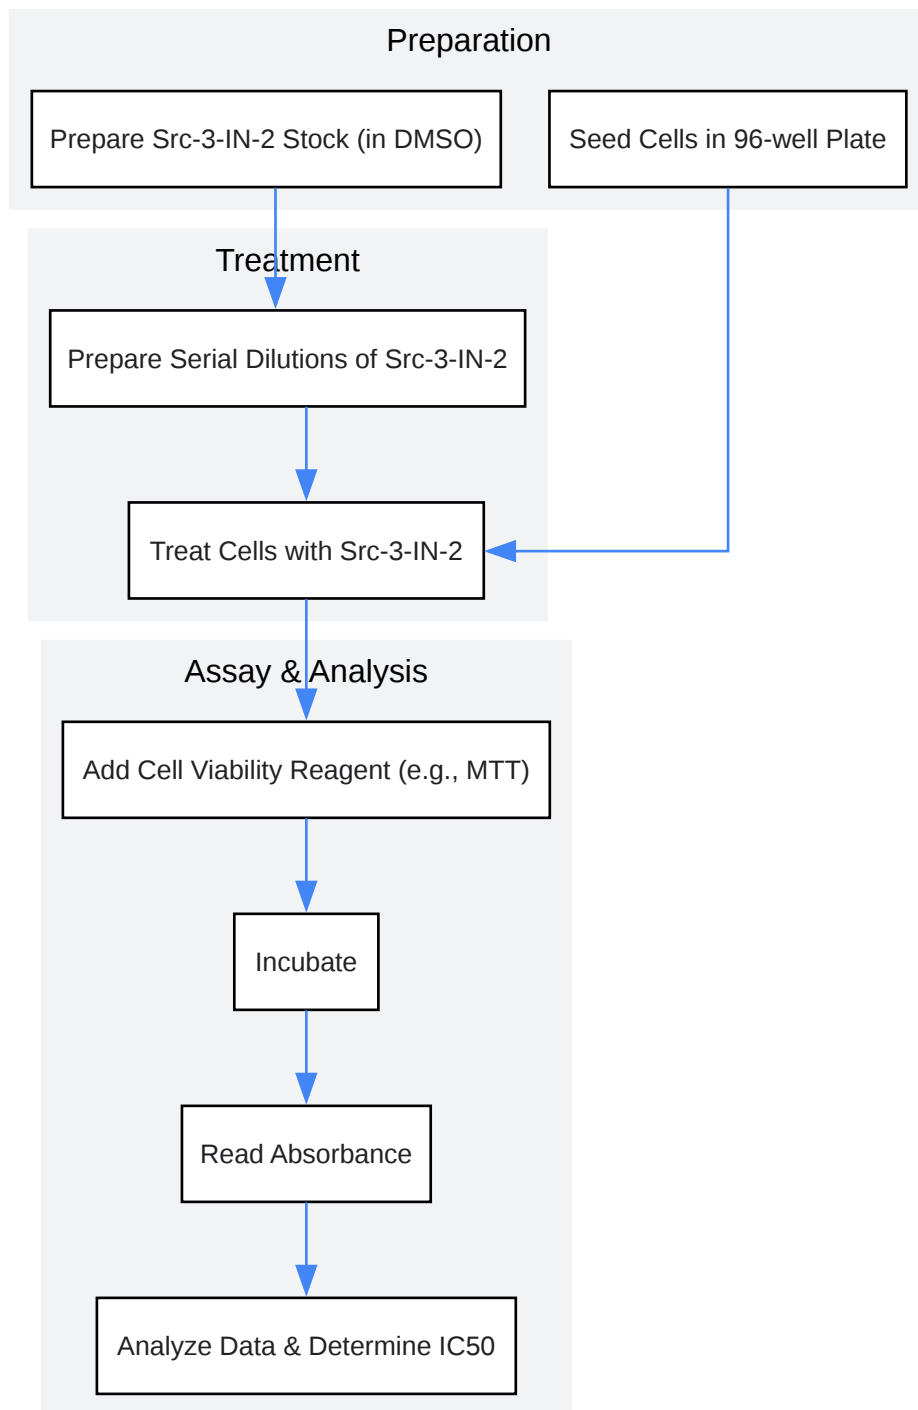 Preparation
Prepare Src-3-IN-2 Stock (in DMSO)
Seed Cells in 96-well Plate
Treatment
Prepare Serial Dilutions of Src-3-IN-2
Treat Cells with Src-3-IN-2
Assay & Analysis
Add Cell Viability Reagent (e.g., MTT)
Incubate
Read Absorbance
Analyze Data & Determine IC50